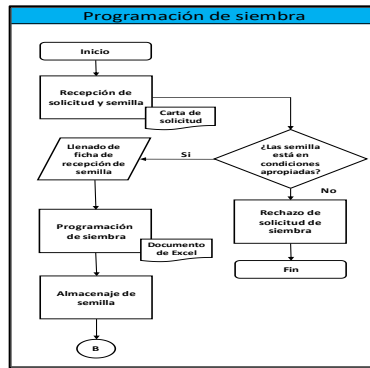 Programación de siembra
Inicio
Recepción de
solicitud y semilla
Carta de
solicitud
¿Las semilla
está en
condiciones
apropiadas?
Si
Llenado de
ficha de
recepción de
semilla
No
Programación
de siembra
Documento
de Excel
Rechazo de
solicitud de
siembra
Almacenaje de
semilla
Fin
B